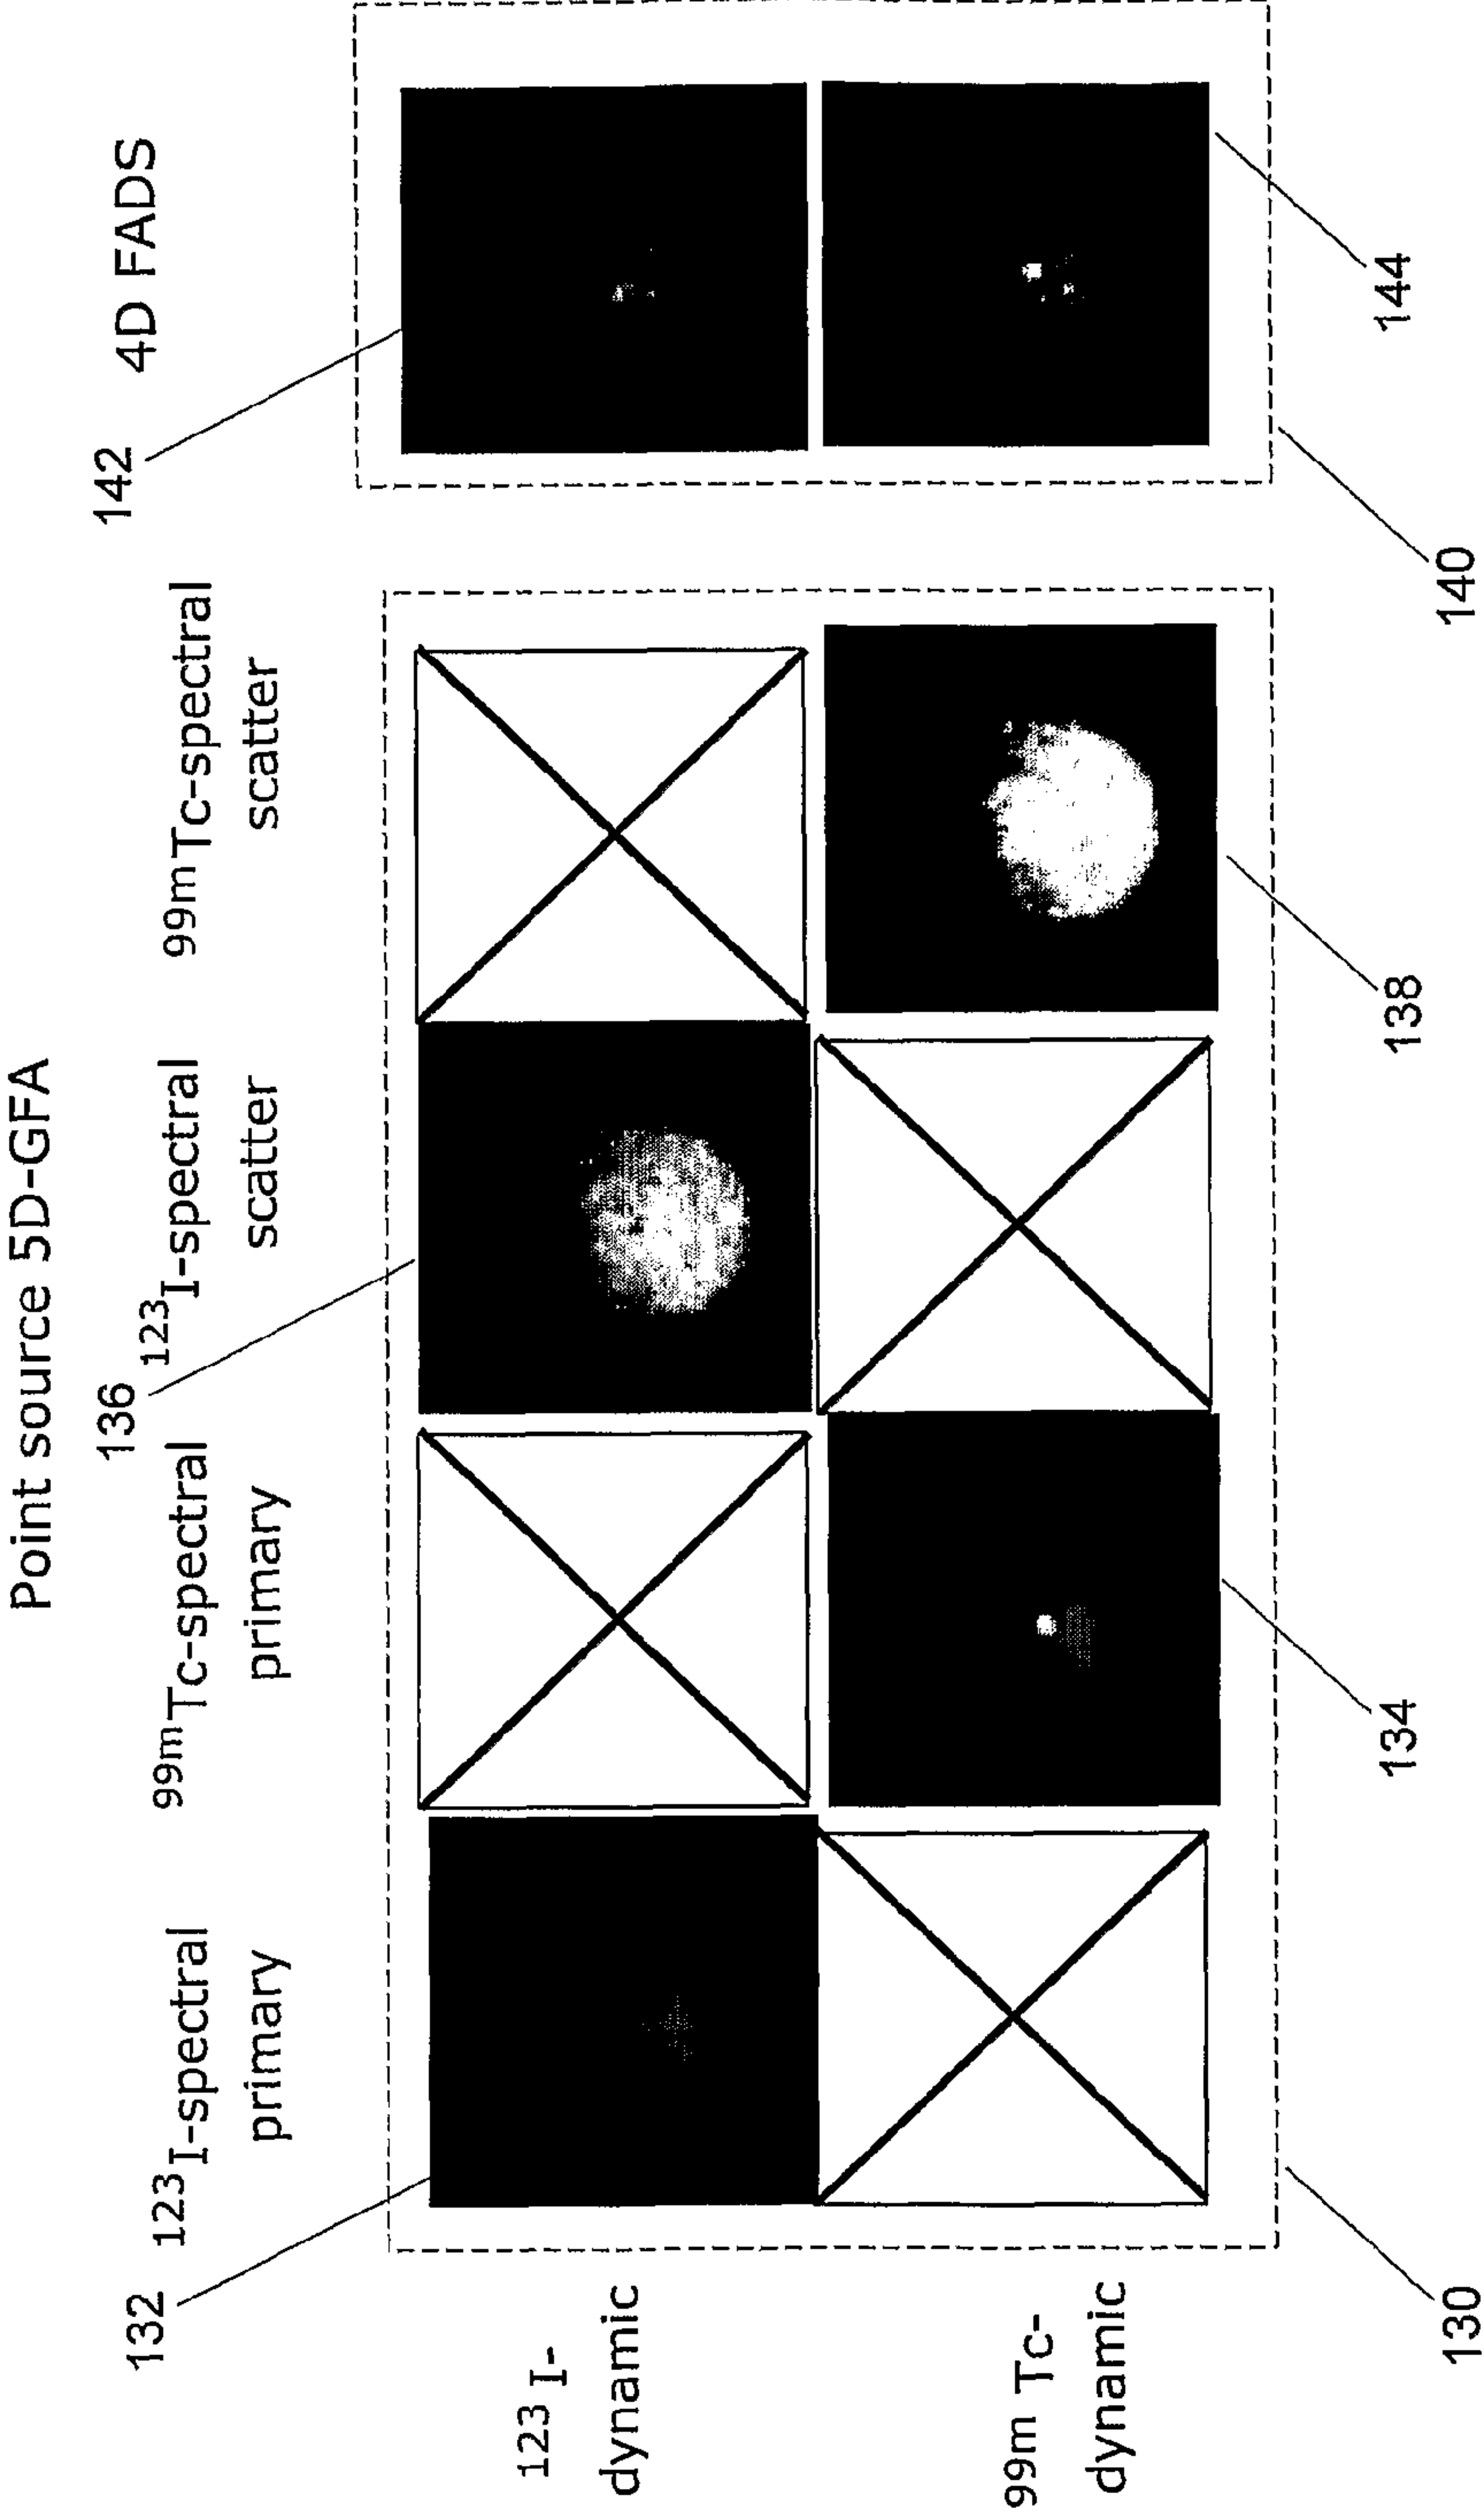 Point source 5D-GFA
132
¹²³I-spectral
primary
⁹⁹ᵐTc-spectral
primary
136
¹²³I-spectral
scatter
⁹⁹ᵐTc-spectral
scatter
142
4D FADS
¹²³ I-
dynamic
⁹⁹ᵐ Tc-
dynamic
130
134
138
140
144